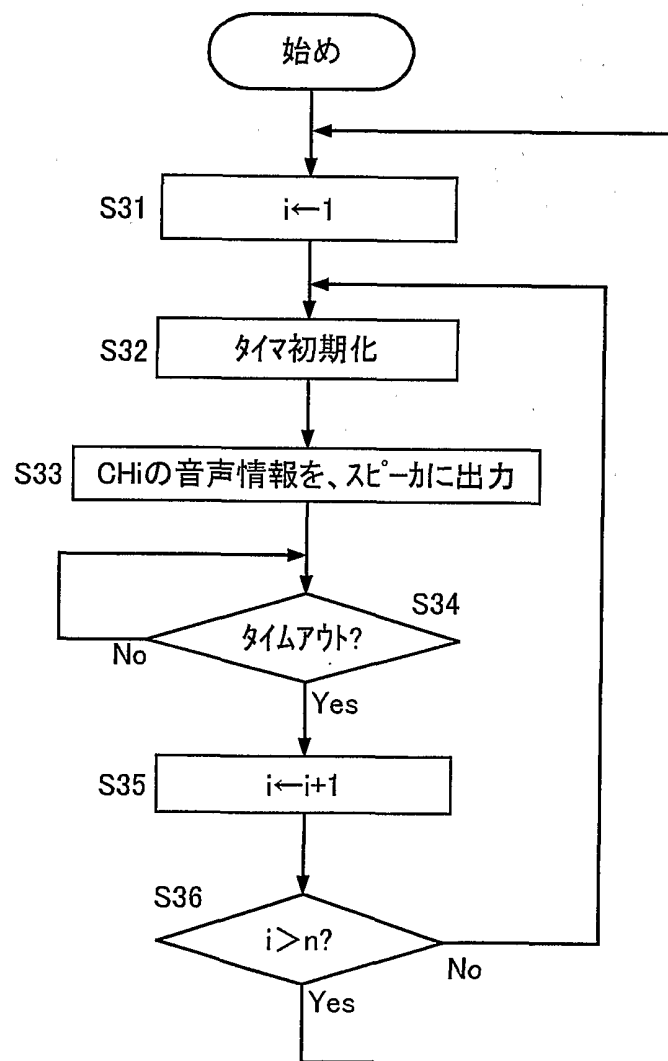 始め
S31
i←1
S32
タイマ初期化
S33
CHiの音声情報を、スピーカに出力
S34
タイムアウト?
No
Yes
S35
i←i+1
S36
i>n?
No
Yes